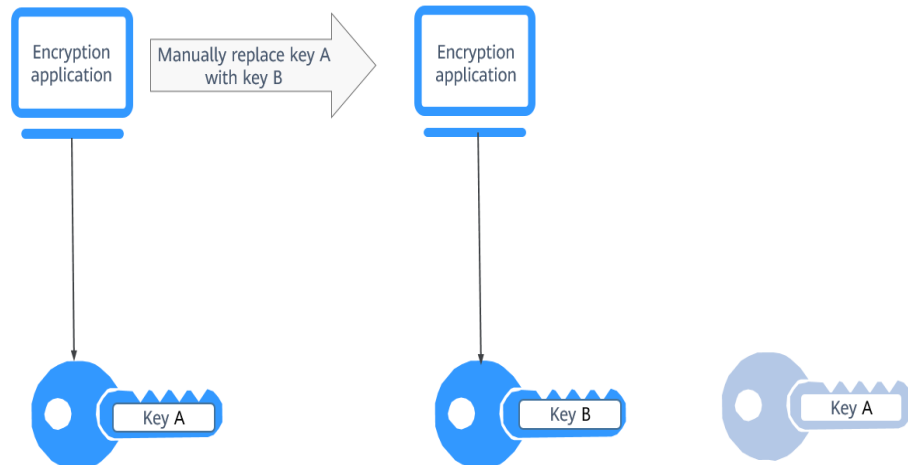 Encryption
application
Manually replace key A
with key B
Encryption
application
Key A
Key B
Key A